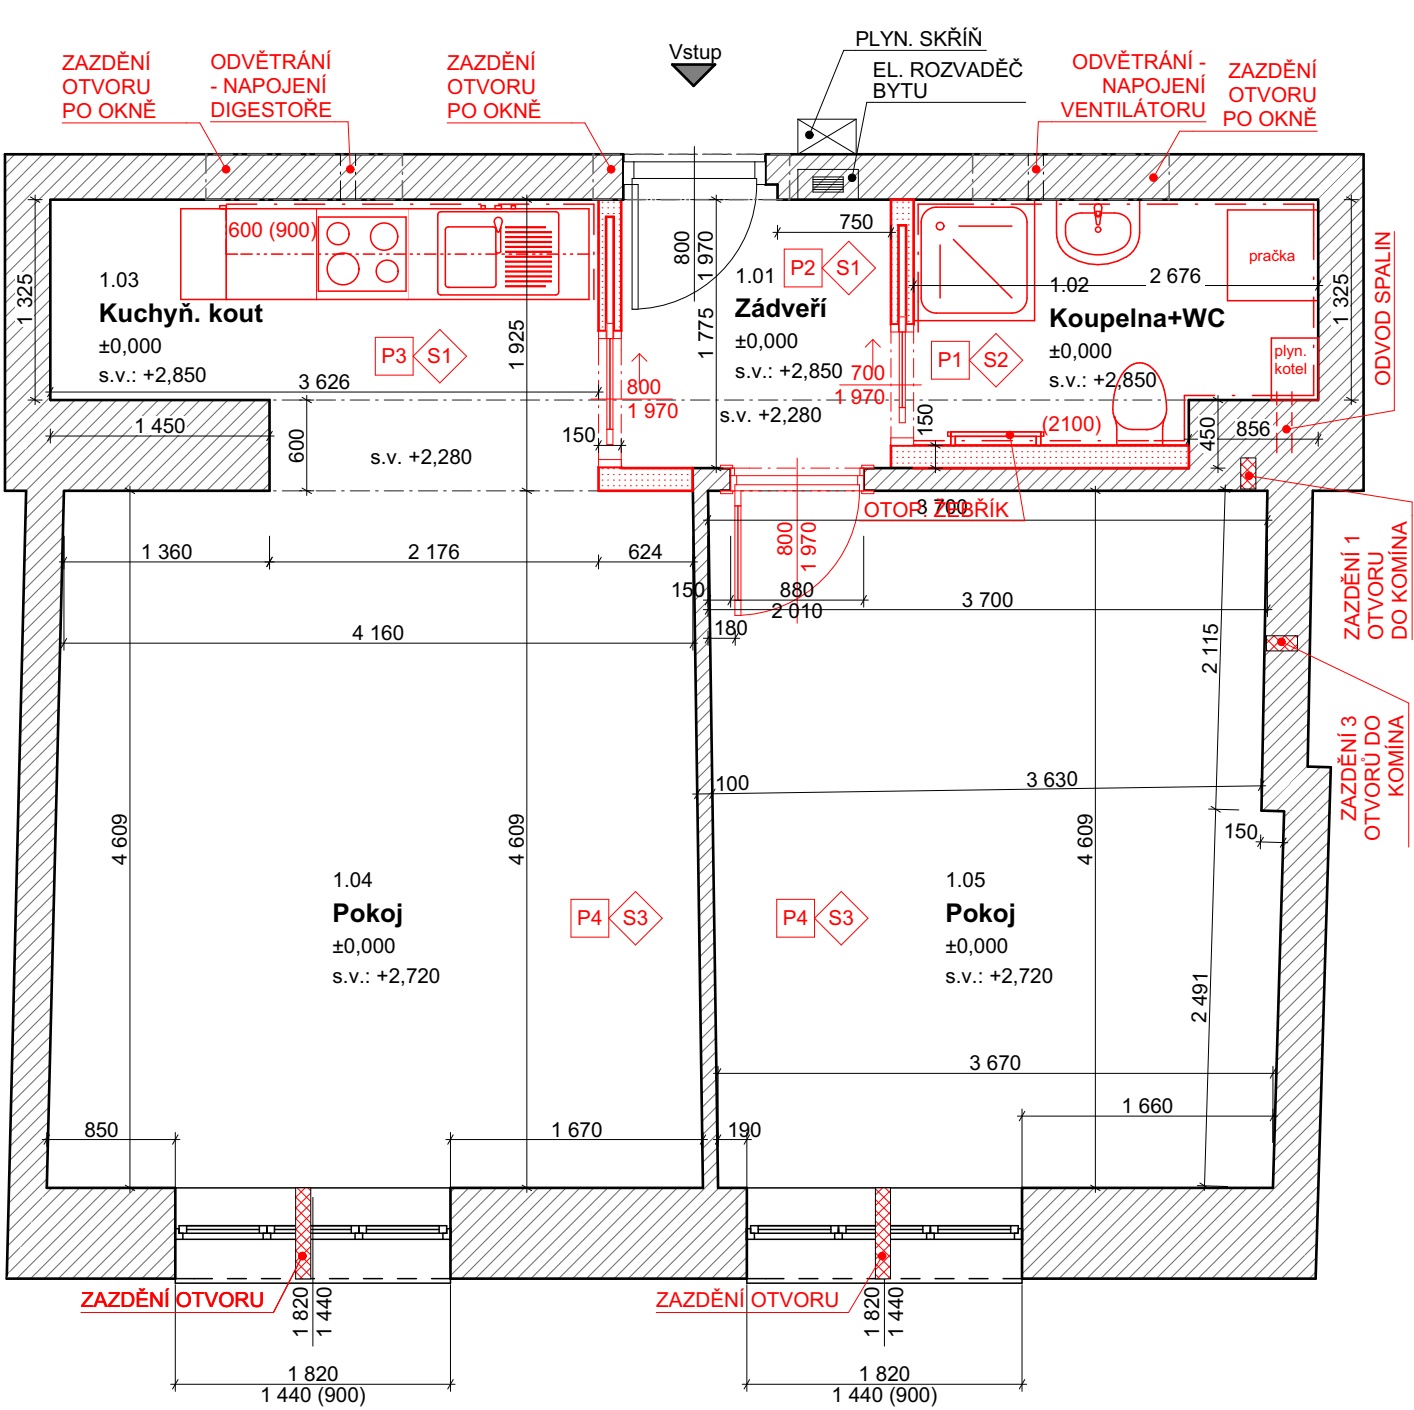 ZAZDĚNÍ
OTVORU
PO OKNĚ
ODVĚTRÁNÍ
- NAPOJENÍ
DIGESTOŘE
ZAZDĚNÍ
OTVORU
PO OKNĚ
Vstup
PLYN. SKŘÍŇ
EL. ROZVADĚČ
BYTU
ODVĚTRÁNÍ -
NAPOJENÍ
VENTILÁTORU
ZAZDĚNÍ
OTVORU
PO OKNĚ
600 (900)
800
1 970
750
pračka
1 325
1.03
Kuchyň. kout
±0,000
s.v.: +2,850
P3
S1
1 925
1 775
P2
S1
1.01
Zádveří
±0,000
s.v.: +2,850
s.v. +2,280
2 676
1.02
Koupelna+WC
±0,000
s.v.: +2,850
P1
S2
plyn.
kotel
1 325
ODVOD SPALIN
3 626
800
1 970
700
1 970
1 450
600
s.v. +2,280
150
150
(2100)
450
856
OTOP. ŽEBŘÍK
3 700
1 360
2 176
624
800
1 970
150
880
2 010
3 700
180
4 160
2 115
ZAZDĚNÍ 1
OTVORU
DO KOMÍNA
ZAZDĚNÍ 3
OTVORŮ DO
KOMÍNA
100
3 630
150
4 609
4 609
4 609
1.04
Pokoj
±0,000
s.v.: +2,720
P4
S3
P4
S3
1.05
Pokoj
±0,000
s.v.: +2,720
2 491
3 670
1 660
850
1 670
190
ZAZDĚNÍ OTVORU
1 820
1 440
ZAZDĚNÍ OTVORU
1 820
1 440
1 820
1 440 (900)
1 820
1 440 (900)